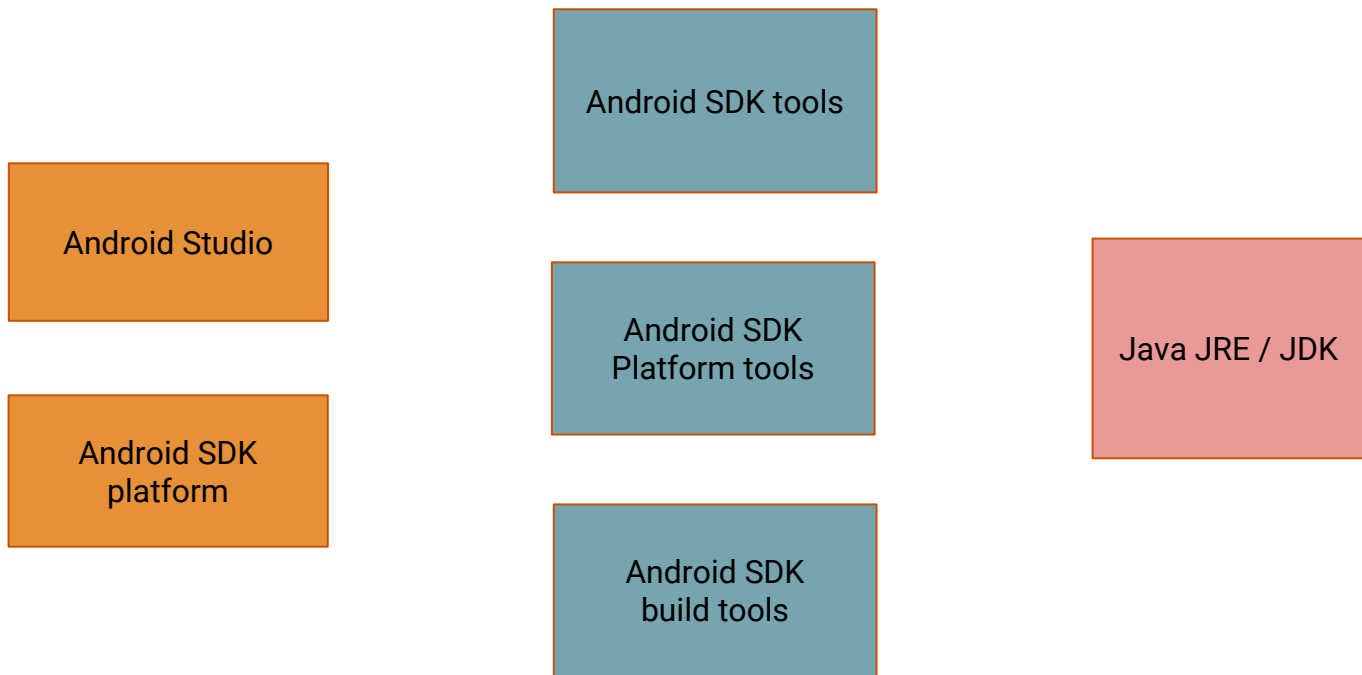 Android Studio
Android SDK
platform
Android SDK tools
Android SDK
Platform tools
Android SDK
build tools
Java JRE / JDK